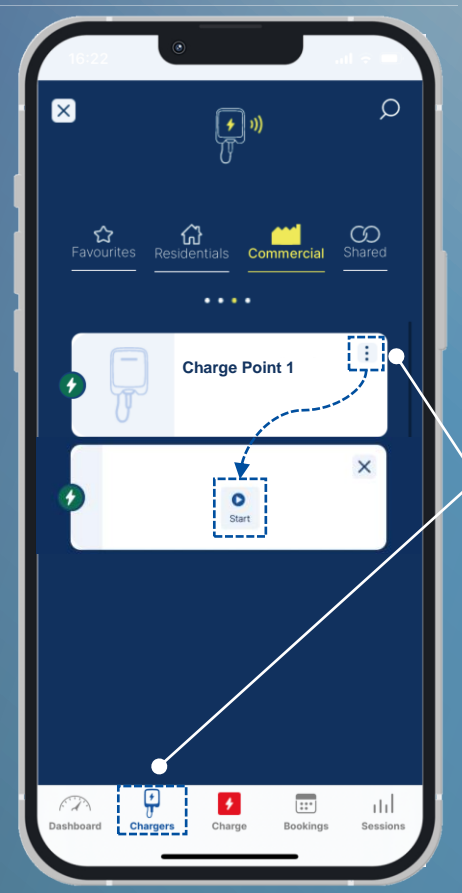 16:22
Favourites
Residentials
Commercial
Shared
Charge Point 1
Start
Dashboard
Chargers
Charge
Bookings
Sessions